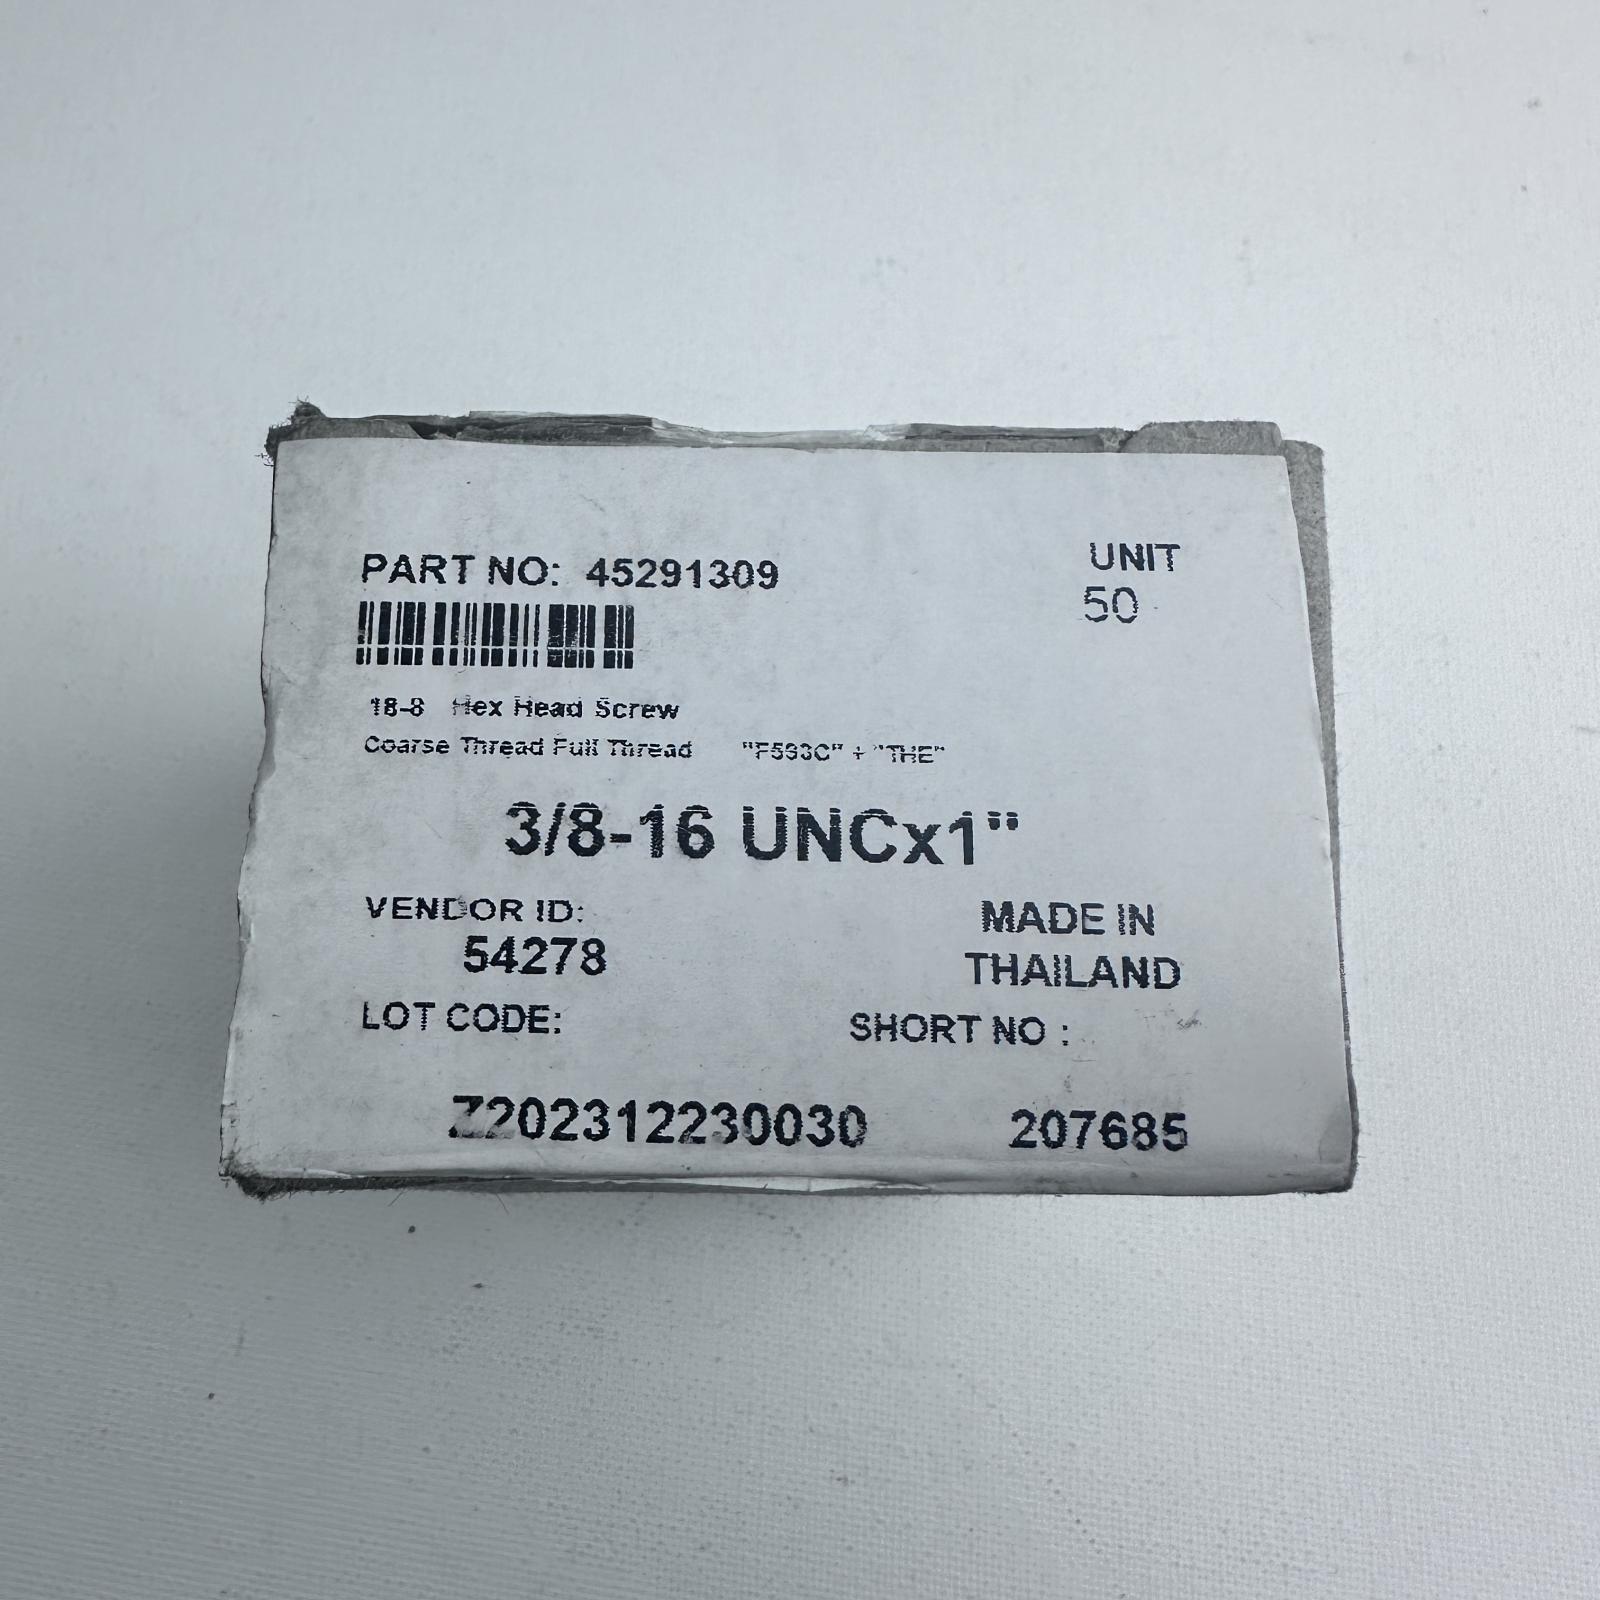 PART NO: 45291309
UNIT
50
18-8 Hex Head Screw
Coarse Thread Full Thread "F593C" + "THE"
3/8-16 UNCx1"
VENDOR ID:
54278
MADE IN
THAILAND
LOT CODE:
SHORT NO :
Z202312230030
207685